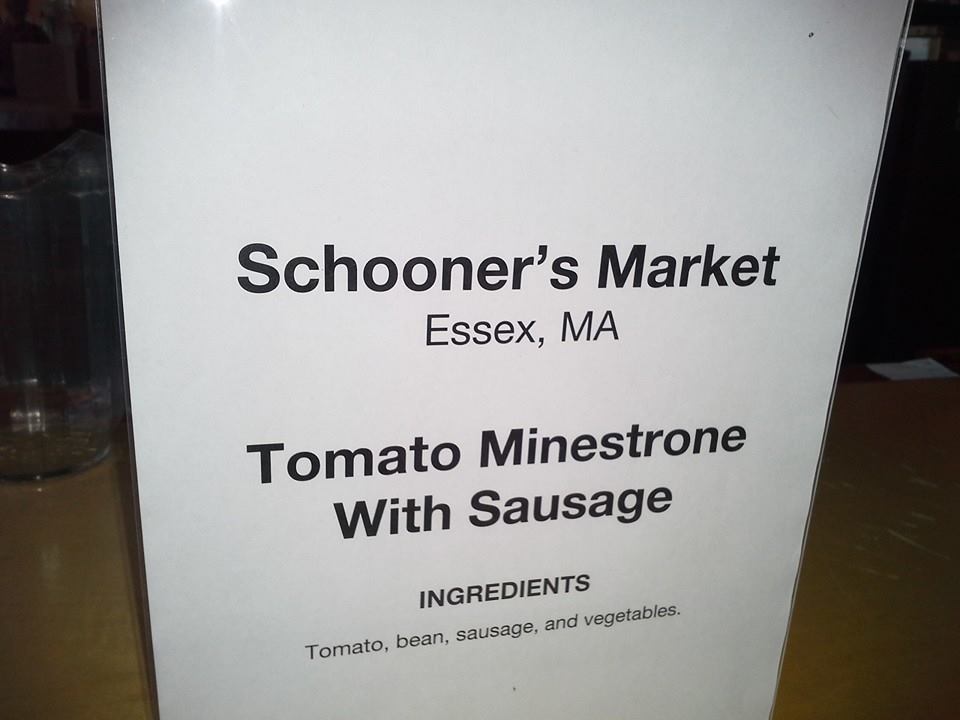 Schooner's Market
Essex, MA
Tomato Minestrone
With Sausage
INGREDIENTS
Tomato, bean, sausage, and vegetables.